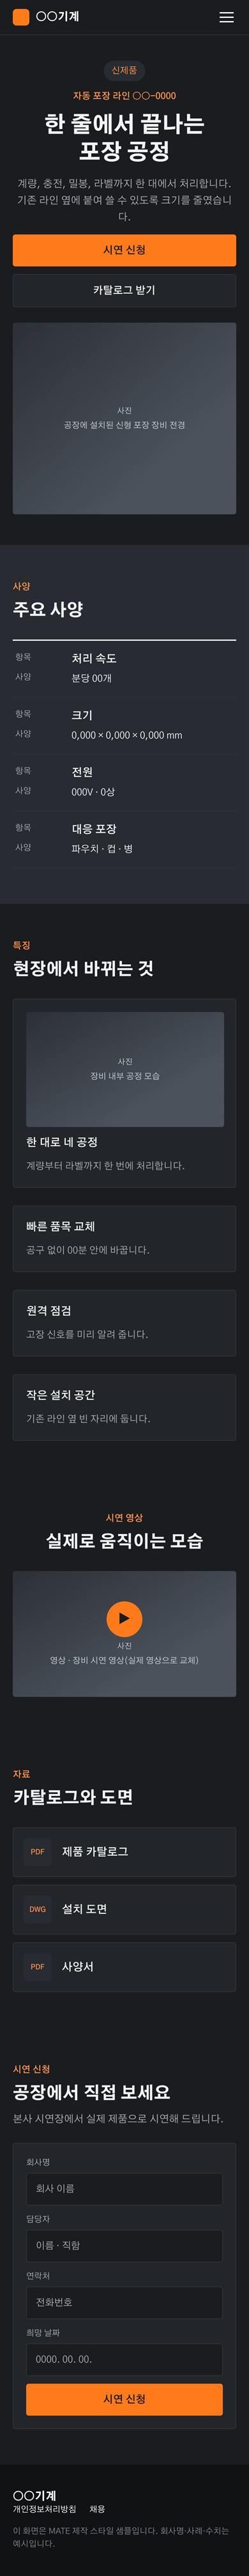 〇〇기계
신제품
자동 포장 라인 〇〇-0000
한 줄에서 끝나는
포장 공정
계량, 충전, 밀봉, 라벨까지 한 대에서 처리합니다.
기존 라인 옆에 붙여 쓸 수 있도록 크기를 줄였습니
다.
시연 신청
카탈로그 받기
사진
공장에 설치된 신형 포장 장비 전경
사양
주요 사양
항목 처리 속도
사양 분당 00개
항목 크기
사양 0,000 × 0,000 × 0,000 mm
항목 전원
사양 000V · 0상
항목 대응 포장
사양 파우치 · 컵 · 병
특징
현장에서 바뀌는 것
사진
장비 내부 공정 모습
한 대로 네 공정
계량부터 라벨까지 한 번에 처리합니다.
빠른 품목 교체
공구 없이 00분 안에 바꿉니다.
원격 점검
고장 신호를 미리 알려 줍니다.
작은 설치 공간
기존 라인 옆 빈 자리에 둡니다.
시연 영상
실제로 움직이는 모습
사진
영상 · 장비 시연 영상(실제 영상으로 교체)
자료
카탈로그와 도면
PDF 제품 카탈로그
DWG 설치 도면
PDF 사양서
시연 신청
공장에서 직접 보세요
본사 시연장에서 실제 제품으로 시연해 드립니다.
회사명
회사 이름
담당자
이름 · 직함
연락처
전화번호
희망 날짜
0000. 00. 00.
시연 신청
〇〇기계
개인정보처리방침 채용
이 화면은 MATE 제작 스타일 샘플입니다. 회사명·사례·수치는
예시입니다.